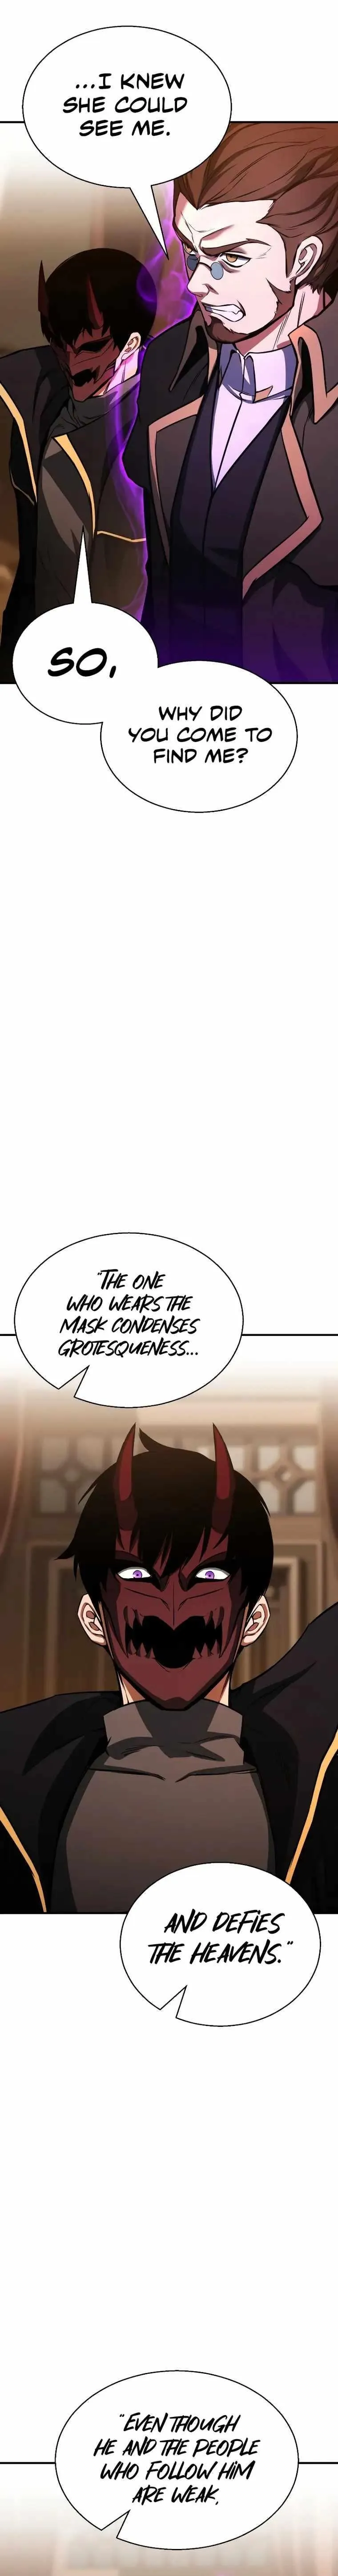 ...I KNEW
SHE COULD
SEE ME.
SO,
WHY DID
YOU COME TO
FIND ME?
"THE ONE
WHO WEARS THE
MASK CONDENSES
GROTESQUENESS...
AND DEFIES
THE HEAVENS."
"EVEN THOUGH
HE AND THE PEOPLE
WHO FOLLOW HIM
ARE WEAK,